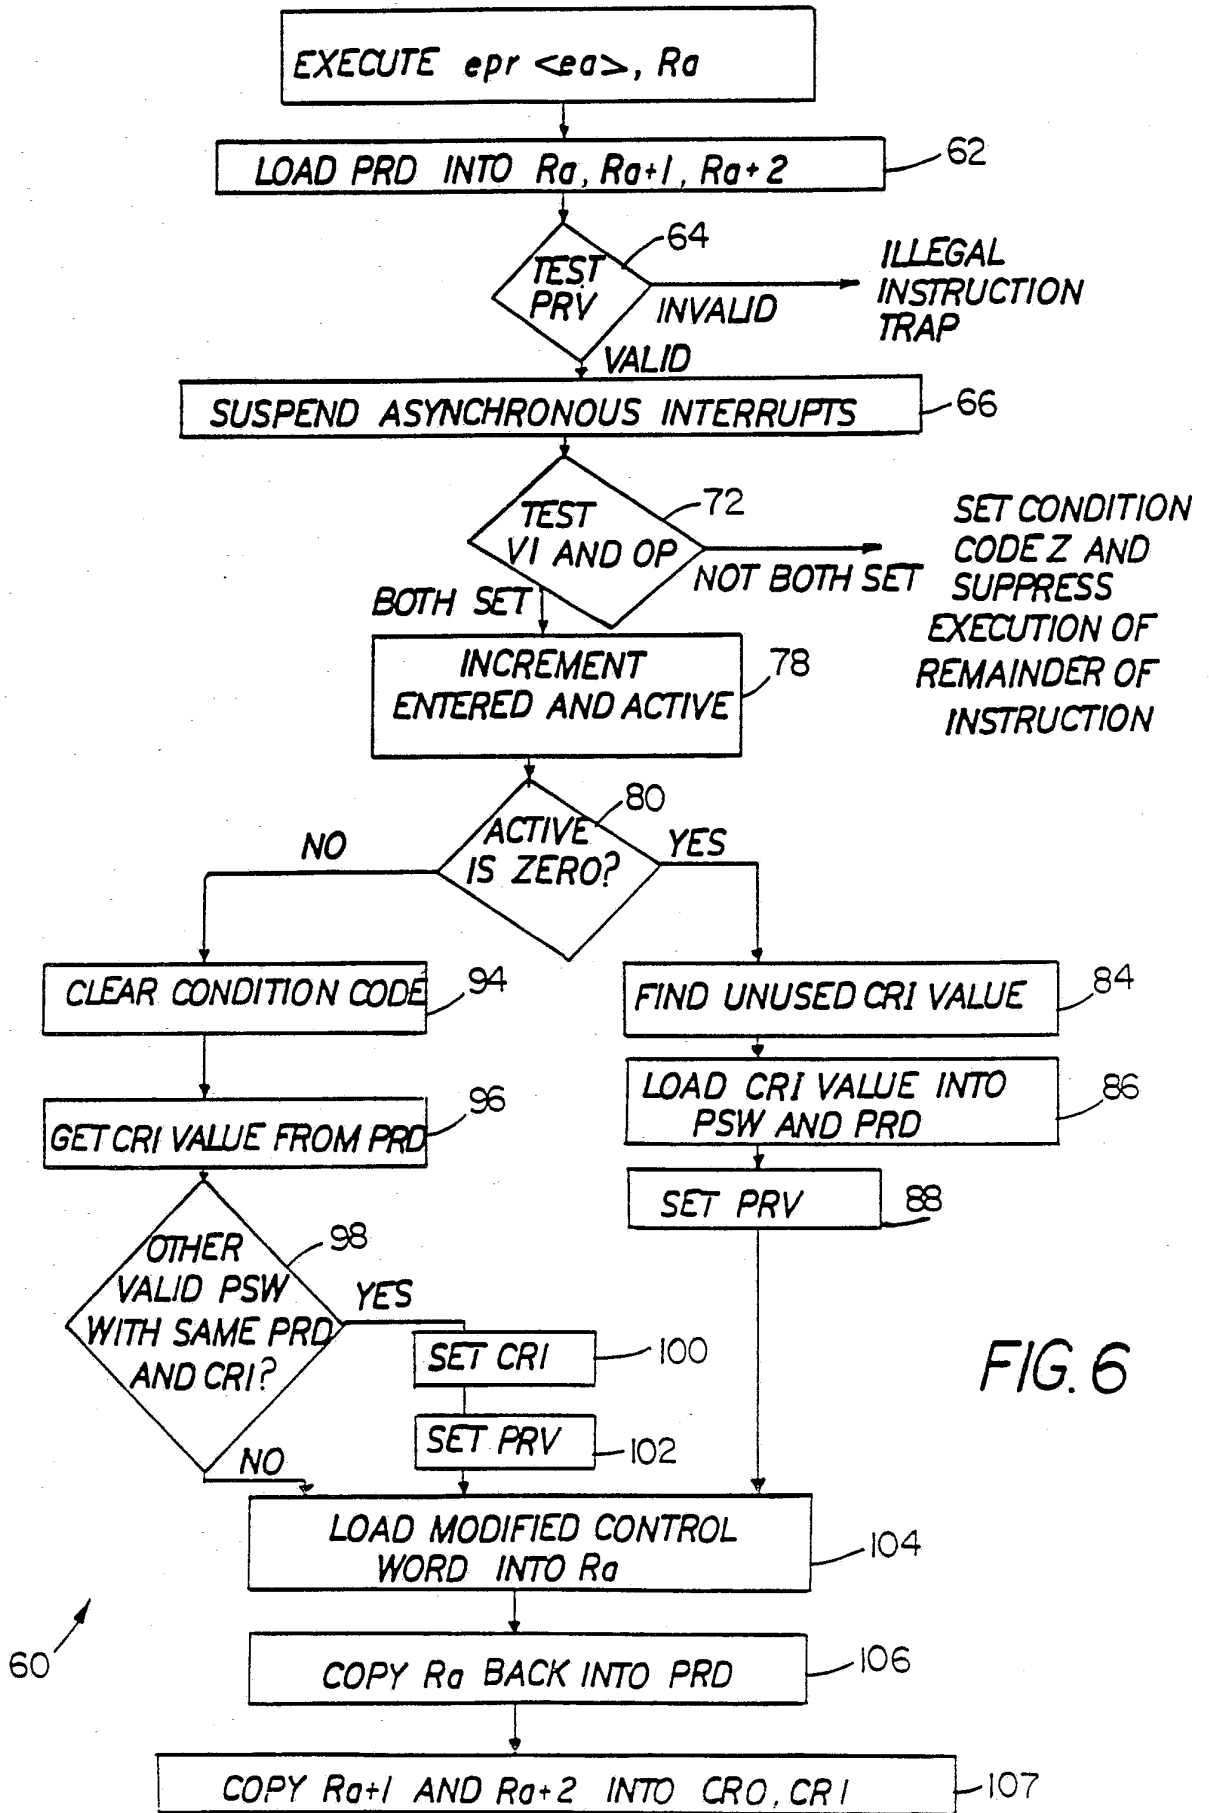 EXECUTE epr <ea>, Ra
LOAD PRD INTO Ra, Ra+1, Ra+2
62
64
TEST
PRV
INVALID
ILLEGAL
INSTRUCTION
TRAP
VALID
SUSPEND ASYNCHRONOUS INTERRUPTS
66
72
TEST
VI AND OP
NOT BOTH SET
SET CONDITION
CODE Z AND
SUPPRESS
EXECUTION OF
REMAINDER OF
INSTRUCTION
BOTH SET
INCREMENT
ENTERED AND ACTIVE
78
80
ACTIVE
IS ZERO?
NO
YES
CLEAR CONDITION CODE
94
FIND UNUSED CRI VALUE
84
LOAD CRI VALUE INTO
PSW AND PRD
86
GET CRI VALUE FROM PRD
96
SET PRV
88
OTHER
VALID PSW
WITH SAME PRD
AND CRI?
98
YES
SET CRI
100
SET PRV
102
NO
FIG. 6
LOAD MODIFIED CONTROL
WORD INTO Ra
104
60
COPY Ra BACK INTO PRD
106
COPY Ra+1 AND Ra+2 INTO CR0, CR1
107